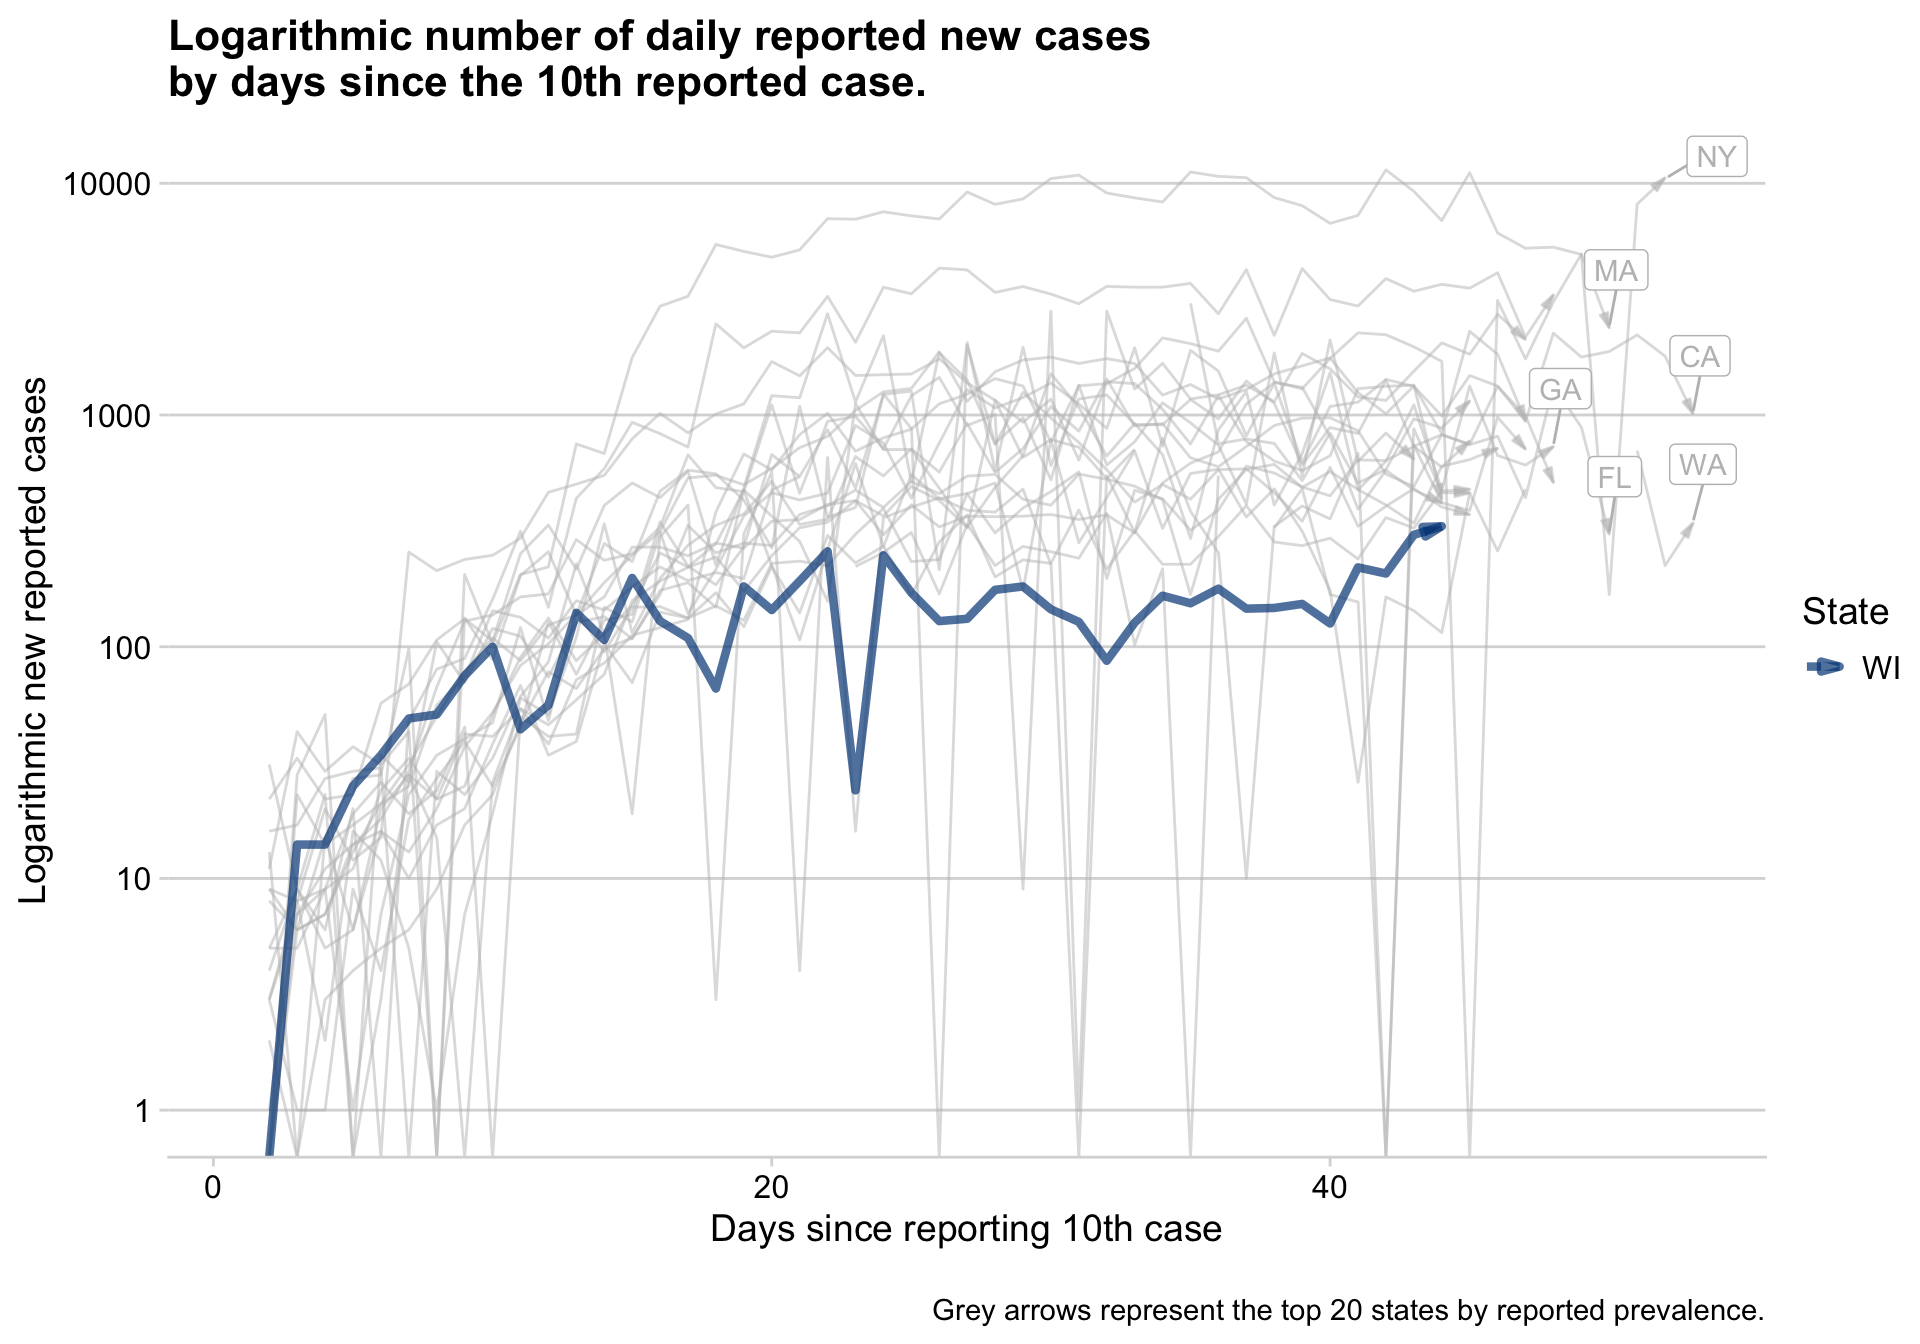 Logarithmic number of daily reported new cases
by days since the 10th reported case.
Logarithmic new reported cases
10000
1000
100
10
1
NY
MA
CA
GA
WA
FL
State
WI
0
20
40
Days since reporting 10th case
Grey arrows represent the top 20 states by reported prevalence.